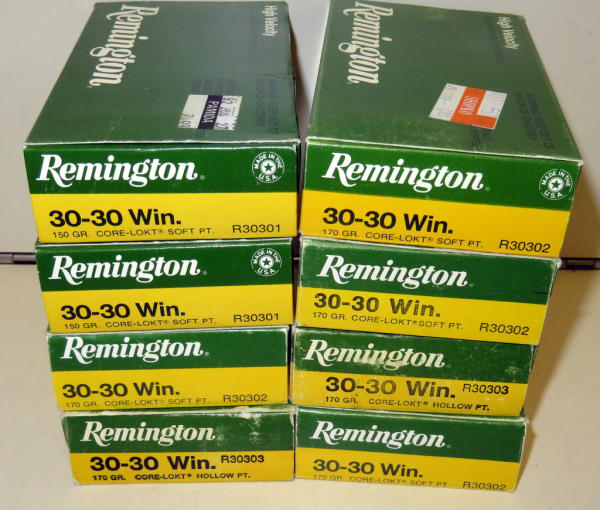 Remington
High Velocity
PANDA
7.99
Remington
High Velocity
Remington®
MADE IN THE U.S.A.
30-30 Win.
150 GR. CORE-LOKT® SOFT PT. R30301
Remington®
MADE IN THE U.S.A.
30-30 Win.
170 GR. CORE-LOKT® SOFT PT. R30302
Remington®
MADE IN THE U.S.A.
30-30 Win.
150 GR. CORE-LOKT® SOFT PT. R30301
Remington®
30-30 Win.
170 GR. CORE-LOKT® SOFT PT. R30302
Remington®
30-30 Win.
170 GR. CORE-LOKT® SOFT PT. R30302
Remington®
30-30 Win. R30303
170 GR. CORE-LOKT® HOLLOW PT.
Remington®
30-30 Win. R30303
170 GR. CORE-LOKT® HOLLOW PT.
Remington®
30-30 Win.
170 GR. CORE-LOKT® SOFT PT. R30302